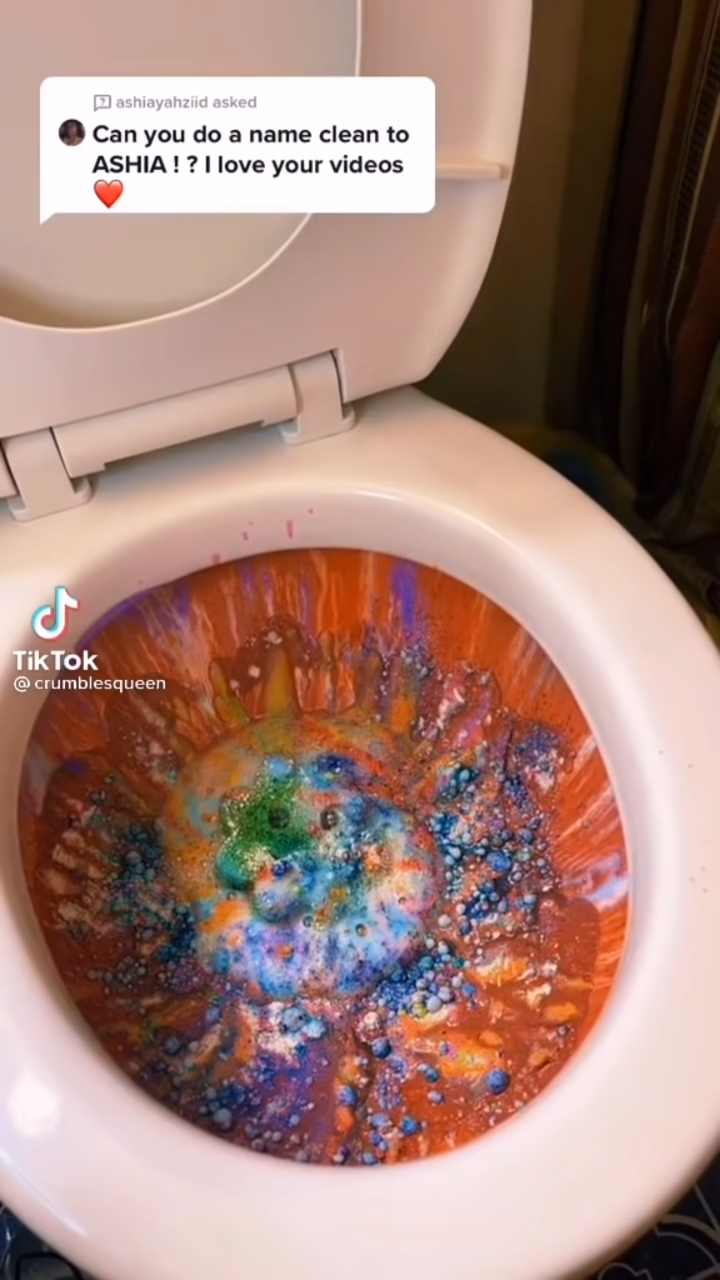 ashiayahziid asked
Can you do a name clean to
ASHIA ! ? I love your videos
❤️
TikTok
@crumblesqueen